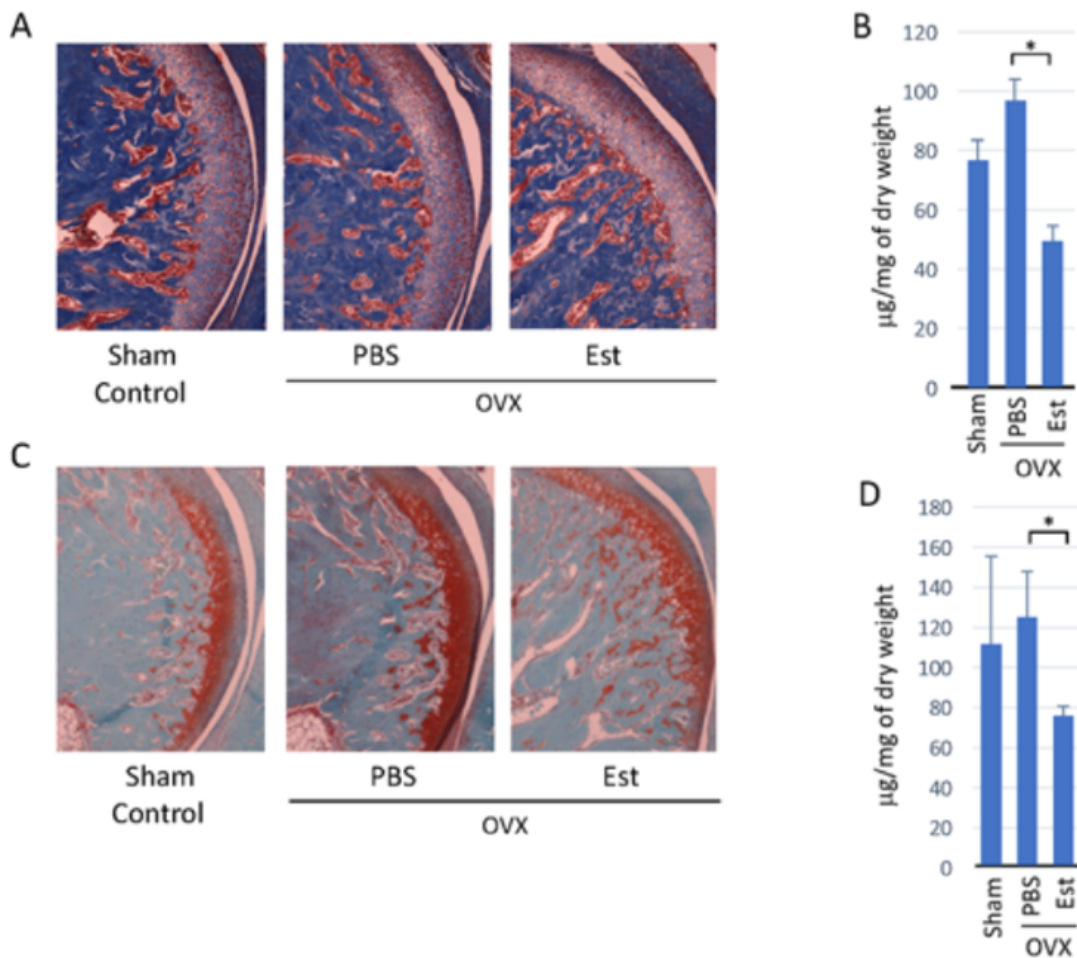 A
Sham
Control
PBS
Est
OVX
B
120
100
80
60
40
20
0
µg/mg of dry weight
*
Sham
PBS
Est
OVX
C
Sham
Control
PBS
Est
OVX
D
180
160
140
120
100
80
60
40
20
0
µg/mg of dry weight
*
Sham
PBS
Est
OVX